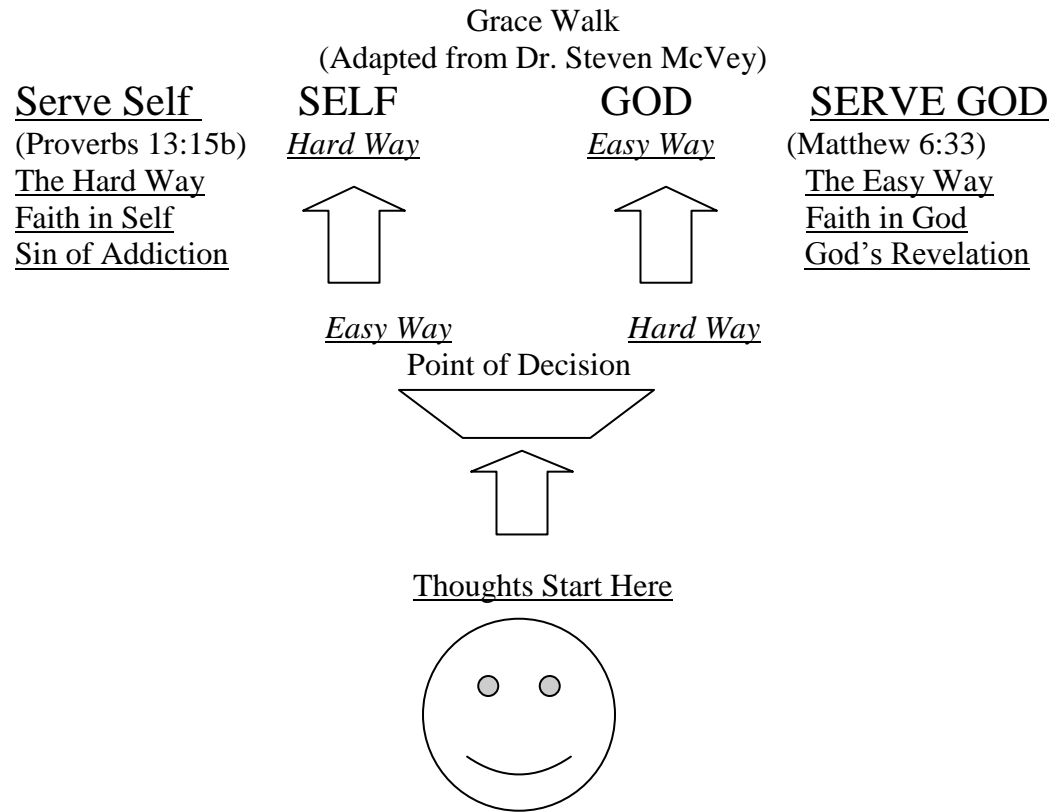 Grace Walk
(Adapted from Dr. Steven McVey)
Serve Self SELF GOD SERVE GOD
(Proverbs 13:15b) Hard Way Easy Way (Matthew 6:33)
The Hard Way The Easy Way
Faith in Self Faith in God
Sin of Addiction God’s Revelation
Easy Way Hard Way
Point of Decision
Thoughts Start Here